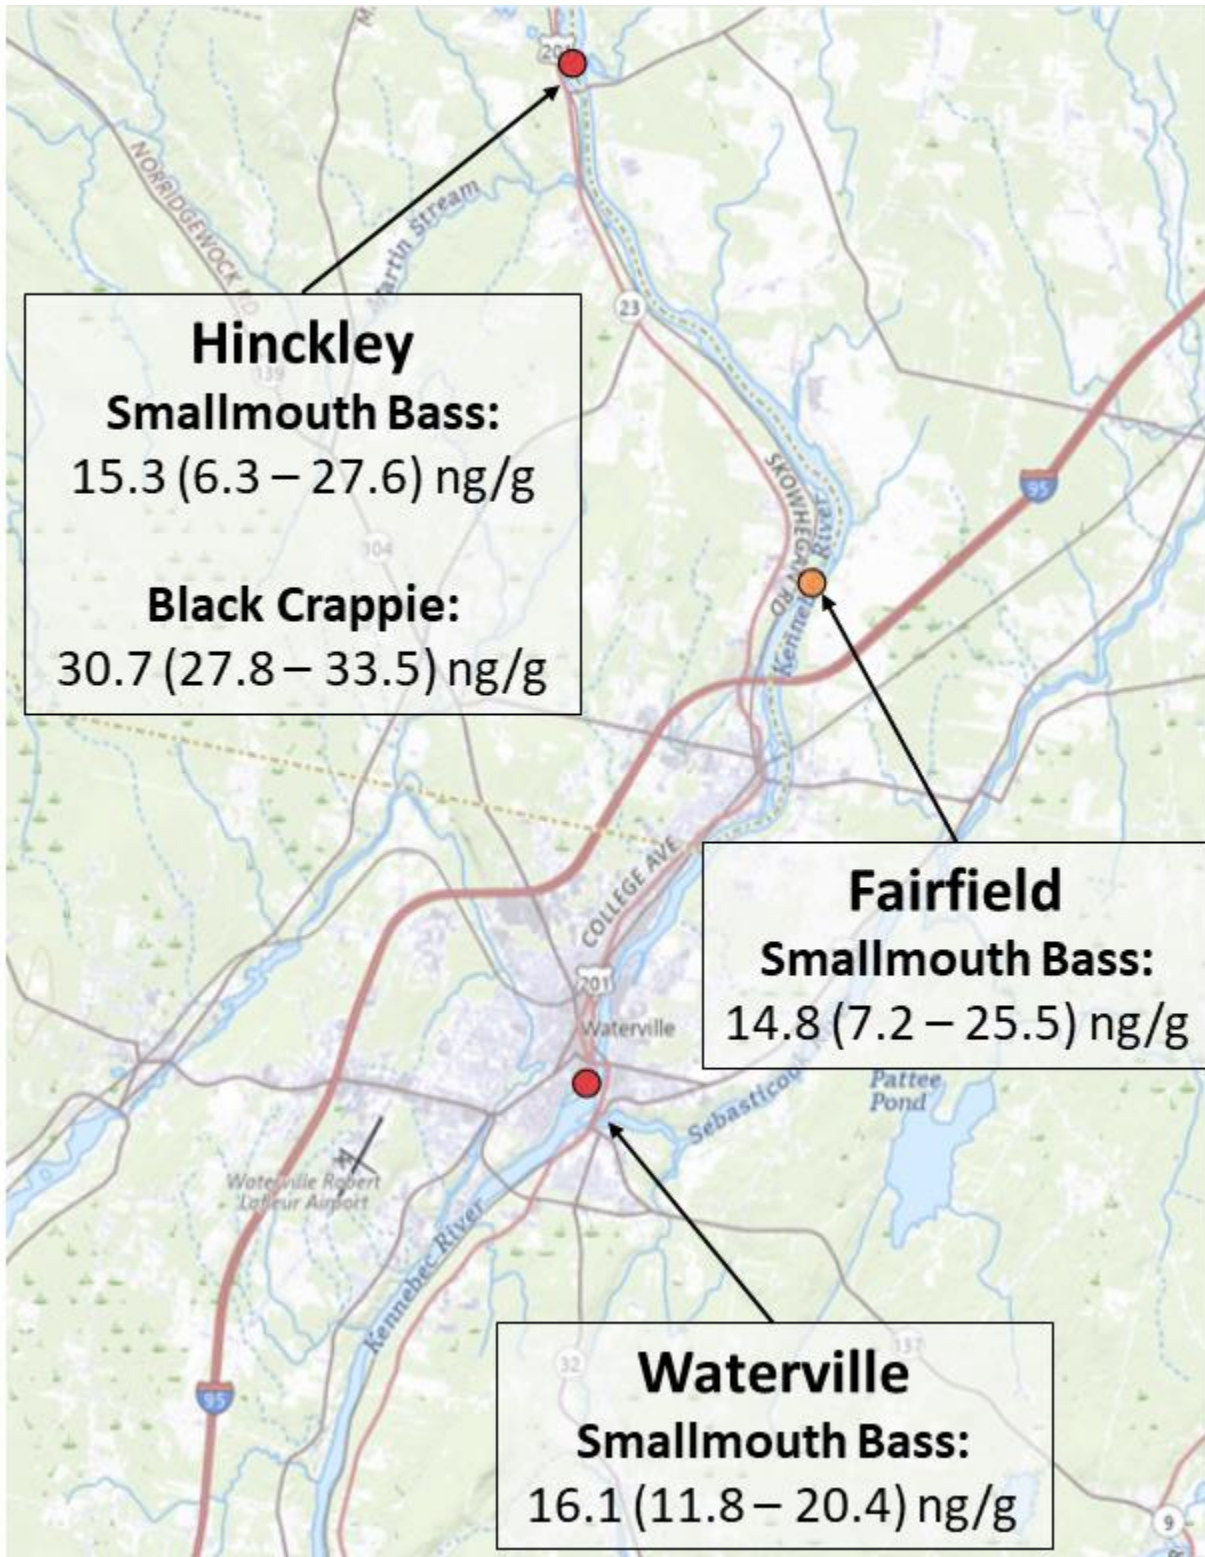 201
NORRIDGEWOCK RD
Martin Stream
23
Hinckley
139
Smallmouth Bass:
15.3 (6.3 – 27.6) ng/g
104
Black Crappie:
30.7 (27.8 – 33.5) ng/g
SKOWHEGAN RD
95
River
COLLEGE AVE
Fairfield
Smallmouth Bass:
14.8 (7.2 – 25.5) ng/g
201
Waterville
Pattee
Pond
Waterville Robert
Lafleur Airport
Kennebec River
Waterville
Smallmouth Bass:
16.1 (11.8 – 20.4) ng/g
32
137
95
9